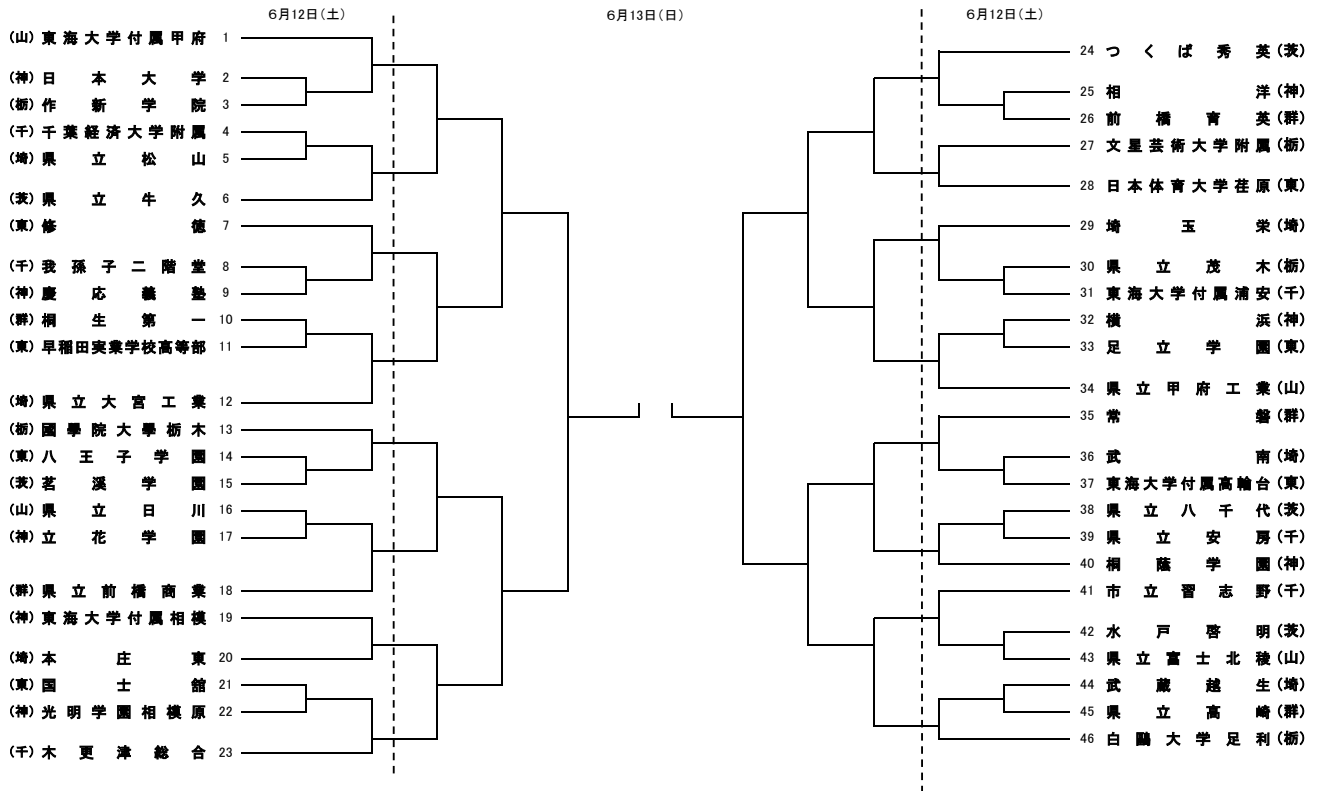 6月12日(土)
6月13日(日)
6月12日(土)
(山) 東海大学付属甲府 1
(神) 日本大学 2
(栃) 作新学院 3
(千) 千葉経済大学附属 4
(埼) 県立松山 5
(茨) 県立牛久 6
(東) 修徳 7
(千) 我孫子二階堂 8
(神) 慶応義塾 9
(群) 桐生第一 10
(東) 早稲田実業学校高等部 11
(埼) 県立大宮工業 12
(栃) 國學院大學栃木 13
(東) 八王子学園 14
(茨) 茗溪学園 15
(山) 県立日川 16
(神) 立花学園 17
(群) 県立前橋商業 18
(神) 東海大学付属相模 19
(埼) 本庄東 20
(東) 国士舘 21
(神) 光明学園相模原 22
(千) 木更津総合 23
24 つくば秀英 (茨)
25 相洋 (神)
26 前橋育英 (群)
27 文星芸術大学附属 (栃)
28 日本体育大学荏原 (東)
29 埼玉栄 (埼)
30 県立茂木 (栃)
31 東海大学付属浦安 (千)
32 横浜 (神)
33 足立学園 (東)
34 県立甲府工業 (山)
35 常磐 (群)
36 武南 (埼)
37 東海大学付属高輪台 (東)
38 県立八千代 (茨)
39 県立安房 (千)
40 桐蔭学園 (神)
41 市立習志野 (千)
42 水戸啓明 (茨)
43 県立富士北稜 (山)
44 武蔵越生 (埼)
45 県立高崎 (群)
46 白鷗大学足利 (栃)